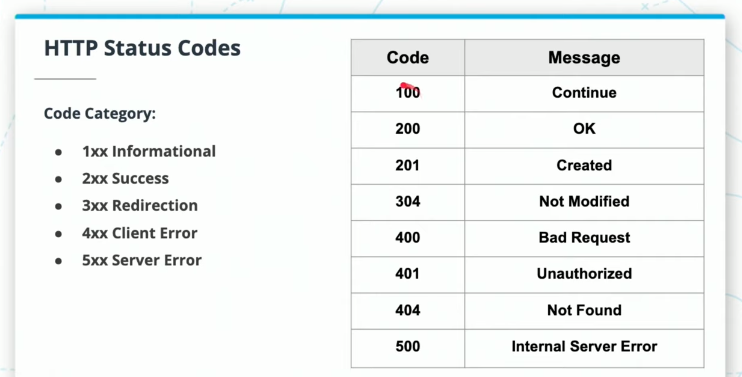 HTTP Status Codes
Code Category:
● 1xx Informational
● 2xx Success
● 3xx Redirection
● 4xx Client Error
● 5xx Server Error
Code Message
100 Continue
200 OK
201 Created
304 Not Modified
400 Bad Request
401 Unauthorized
404 Not Found
500 Internal Server Error